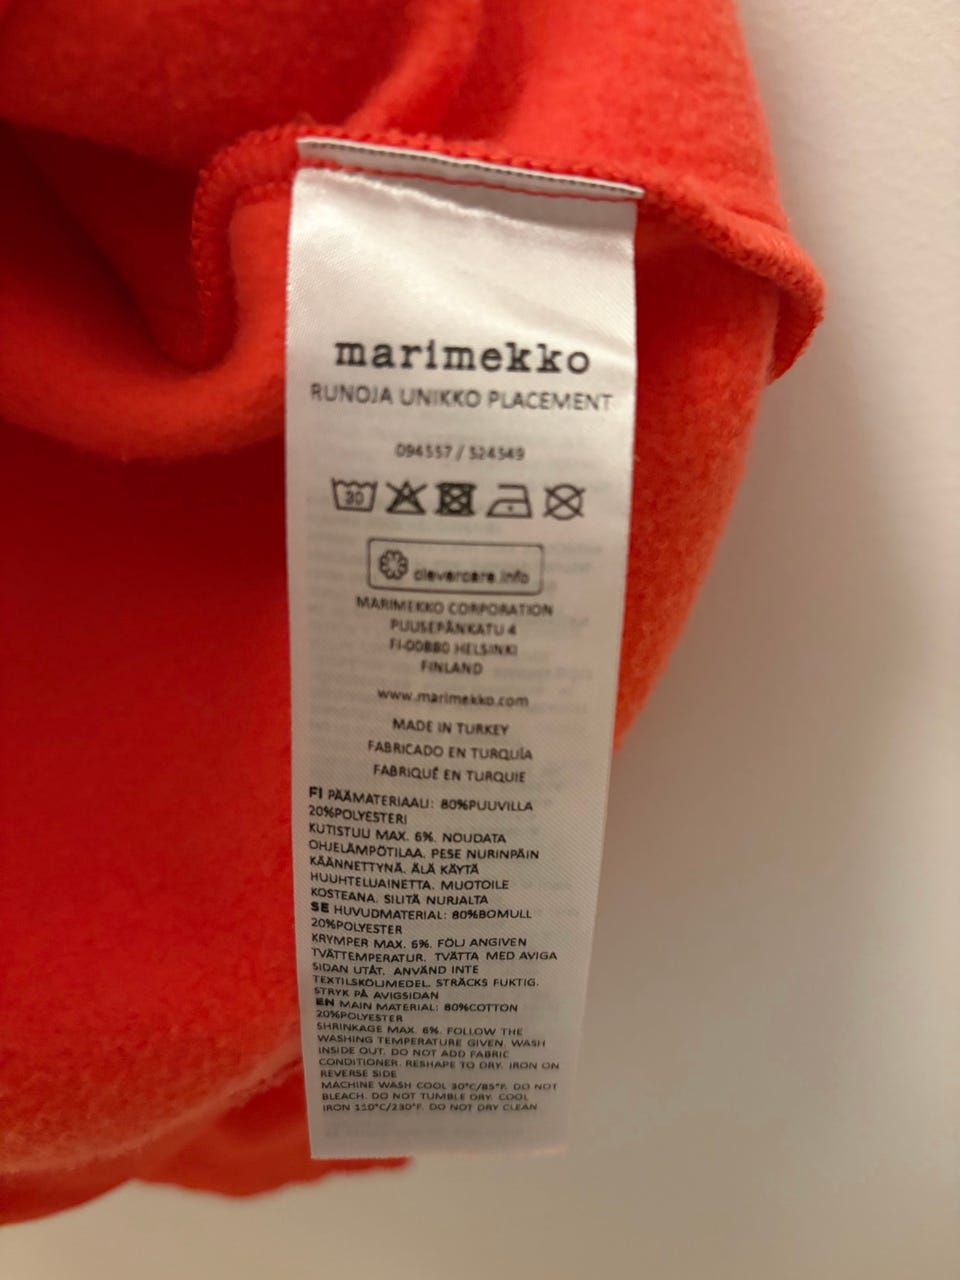 marimekko
RUNOJA UNIKKO PLACEMENT
094557 / 524549
30
clevercare.info
MARIMEKKO CORPORATION
PUUSEPÄNKATU 4
FI-00880 HELSINKI
FINLAND
www.marimekko.com
MADE IN TURKEY
FABRICADO EN TURQUÍA
FABRIQUÉ EN TURQUIE
FI PÄÄMATERIAALI: 80%PUUVILLA
20%POLYESTERI
KUTISTUU MAX. 6%. NOUDATA
OHJELÄMPÖTILAA. PESE NURINPÄIN
KÄÄNNETTYNÄ. ÄLÄ KÄYTÄ
HUUHTELUAINETTA. MUOTOILE
KOSTEANA. SILITÄ NURJALTA
SE HUVUDMATERIAL: 80%BOMULL
20%POLYESTER
KRYMPER MAX. 6%. FÖLJ ANGIVEN
TVÄTTEMPERATUR. TVÄTTA MED AVIGA
SIDAN UTÅT. ANVÄND INTE
TEXTILSKÖLJMEDEL. STRÄCKS FUKTIG.
STRYK PÅ AVIGSIDAN
EN MAIN MATERIAL: 80%COTTON
20%POLYESTER
SHRINKAGE MAX. 6%. FOLLOW THE
WASHING TEMPERATURE GIVEN. WASH
INSIDE OUT. DO NOT ADD FABRIC
CONDITIONER. RESHAPE TO DRY. IRON ON
REVERSE SIDE
MACHINE WASH COOL 30°C/85°F. DO NOT
BLEACH. DO NOT TUMBLE DRY. COOL
IRON 110°C/230°F. DO NOT DRY CLEAN